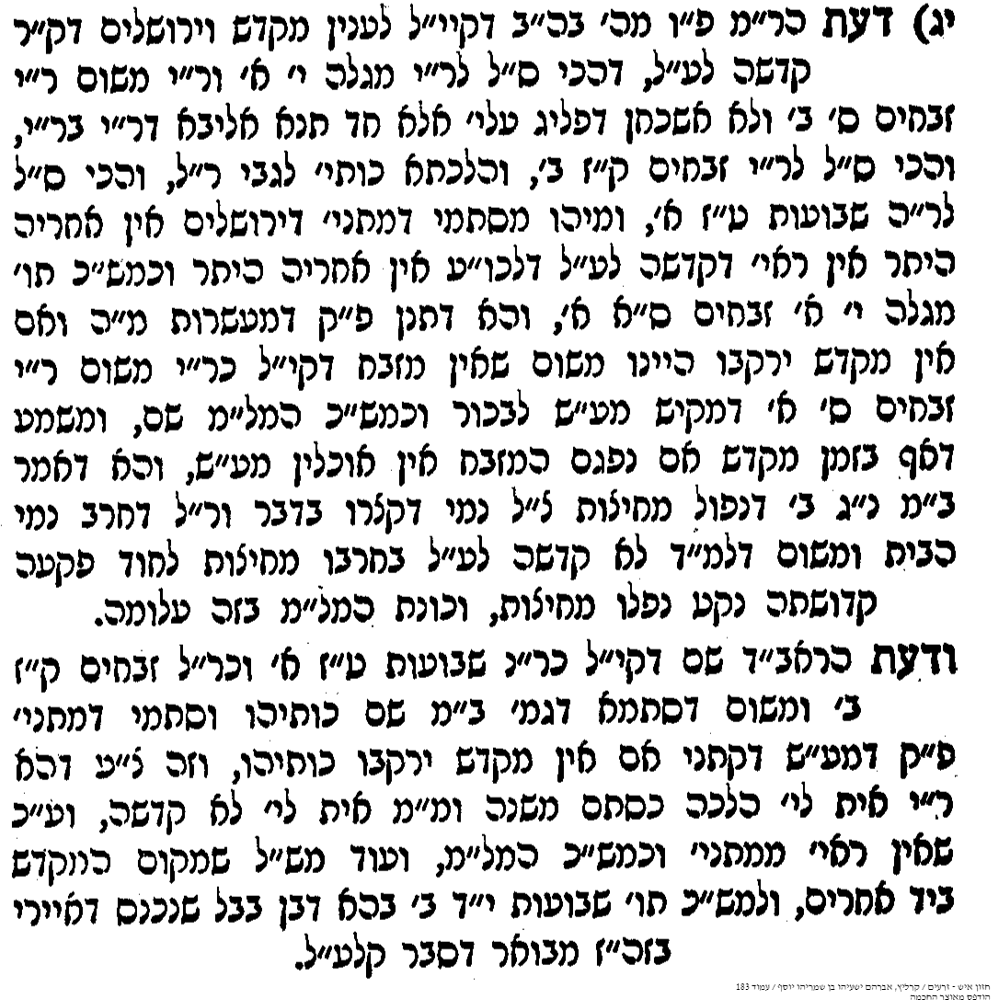 יג) דעת הר״מ פ״ו מה׳ בה״ב דקיי״ל לענין מקדש וירושלים דק״ר
קדשה לע״ל, דהכי ס״ל לר״י מגלה י׳ א׳ ור״י משום ר״י
זבחים ס׳ ב׳ ולא אשכחן דפליג עלי׳ אלא חד תנא אליבא דר״י בר״י,
והכי ס״ל לר״י זבחים ק״ז ב׳, והלכתא כותי׳ לגבי ר״ל, והכי ס״ל
לר״ה שבועות ט״ז א׳, ומיהו מסתמי דמתני׳ דירושלים אין אחריה
היתר אין ראי׳ דקדשה לע״ל דלכו״ע אין אחריה היתר וכמש״כ תו׳
מגלה י׳ א׳ זבחים ס״א א׳, והא דתנן פ״ק דמעשרות מ״ה ואם
אין מקדש ירקבו היינו משום שאין מזבח דקי״ל כר״י משום ר״י
זבחים ס׳ א׳ דמקיש מע״ש לבכור וכמש״כ המל״מ שם, ומשמע
דאף בזמן מקדש אם נפגם המזבח אין אוכלין מע״ש, והא דאמר
ב״מ נ״ג ב׳ דנפול מחיצות צ״ל נמי דקצרו בדבר ור״ל דחרב נמי
הבית ומשום דלמ״ד לא קדשה לע״ל בחרבו מחיצות לחוד פקעה
קדושתה נקט נפלו מחיצות, וכונת המל״מ בזה עלומה.
ודעת הראב״ד שם דקי״ל כר״נ שבועות ט״ז א׳ וכר״ל זבחים ק״ז
ב׳ ומשום דסתמא דגמ׳ ב״מ שם כותיהו וסתמי דמתני׳
פ״ק דמע״ש דקתני אם אין מקדש ירקבו כותיהו, וזה צ״ע דהא
ר״י אית לי׳ הלכה כסתם משנה ומ״מ אית לי׳ לא קדשה, וע״כ
שאין ראי׳ ממתני׳ וכמש״כ המל״מ, ועוד מש״ל שמקום המקדש
ביד אחרים, ולמש״כ תו׳ שבועות י״ד ב׳ בהא דבן בבל שנכנס דאיירי
בזה״ז מבואר דסבר קלע״ל.
חזון איש - זרעים / קרליץ, אברהם ישעיהו בן שמריהו יוסף / עמוד 183
הודפס מאוצר החכמה